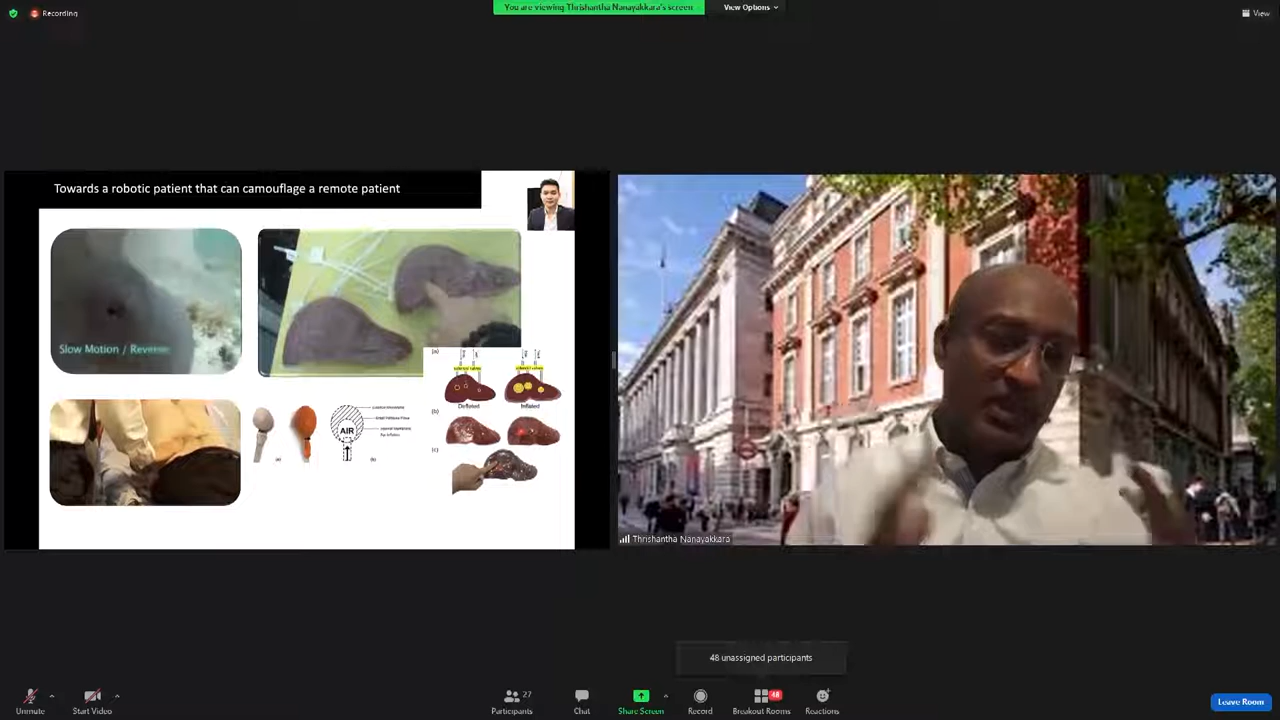 Recording
You are viewing Thrishantha Nanayakkara's screen
View Options
View
Towards a robotic patient that can camouflage a remote patient
Slow Motion / Reverse
(a)
Deflated
Inflated
(b)
(c)
AIR
(a)
(b)
Thrishantha Nanayakkara
48 unassigned participants
Unmute
Start Video
27
Participants
Chat
Share Screen
Record
48
Breakout Rooms
Reactions
Leave Room